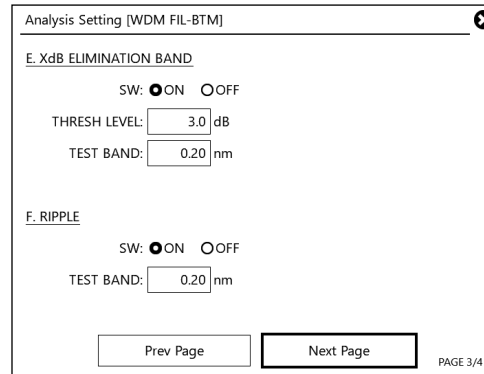 Analysis Setting [WDM FIL-BTM]
E. XdB ELIMINATION BAND
SW: ON OFF
THRESH LEVEL: 3.0 dB
TEST BAND: 0.20 nm
F. RIPPLE
SW: ON OFF
TEST BAND: 0.20 nm
Prev Page Next Page PAGE 3/4